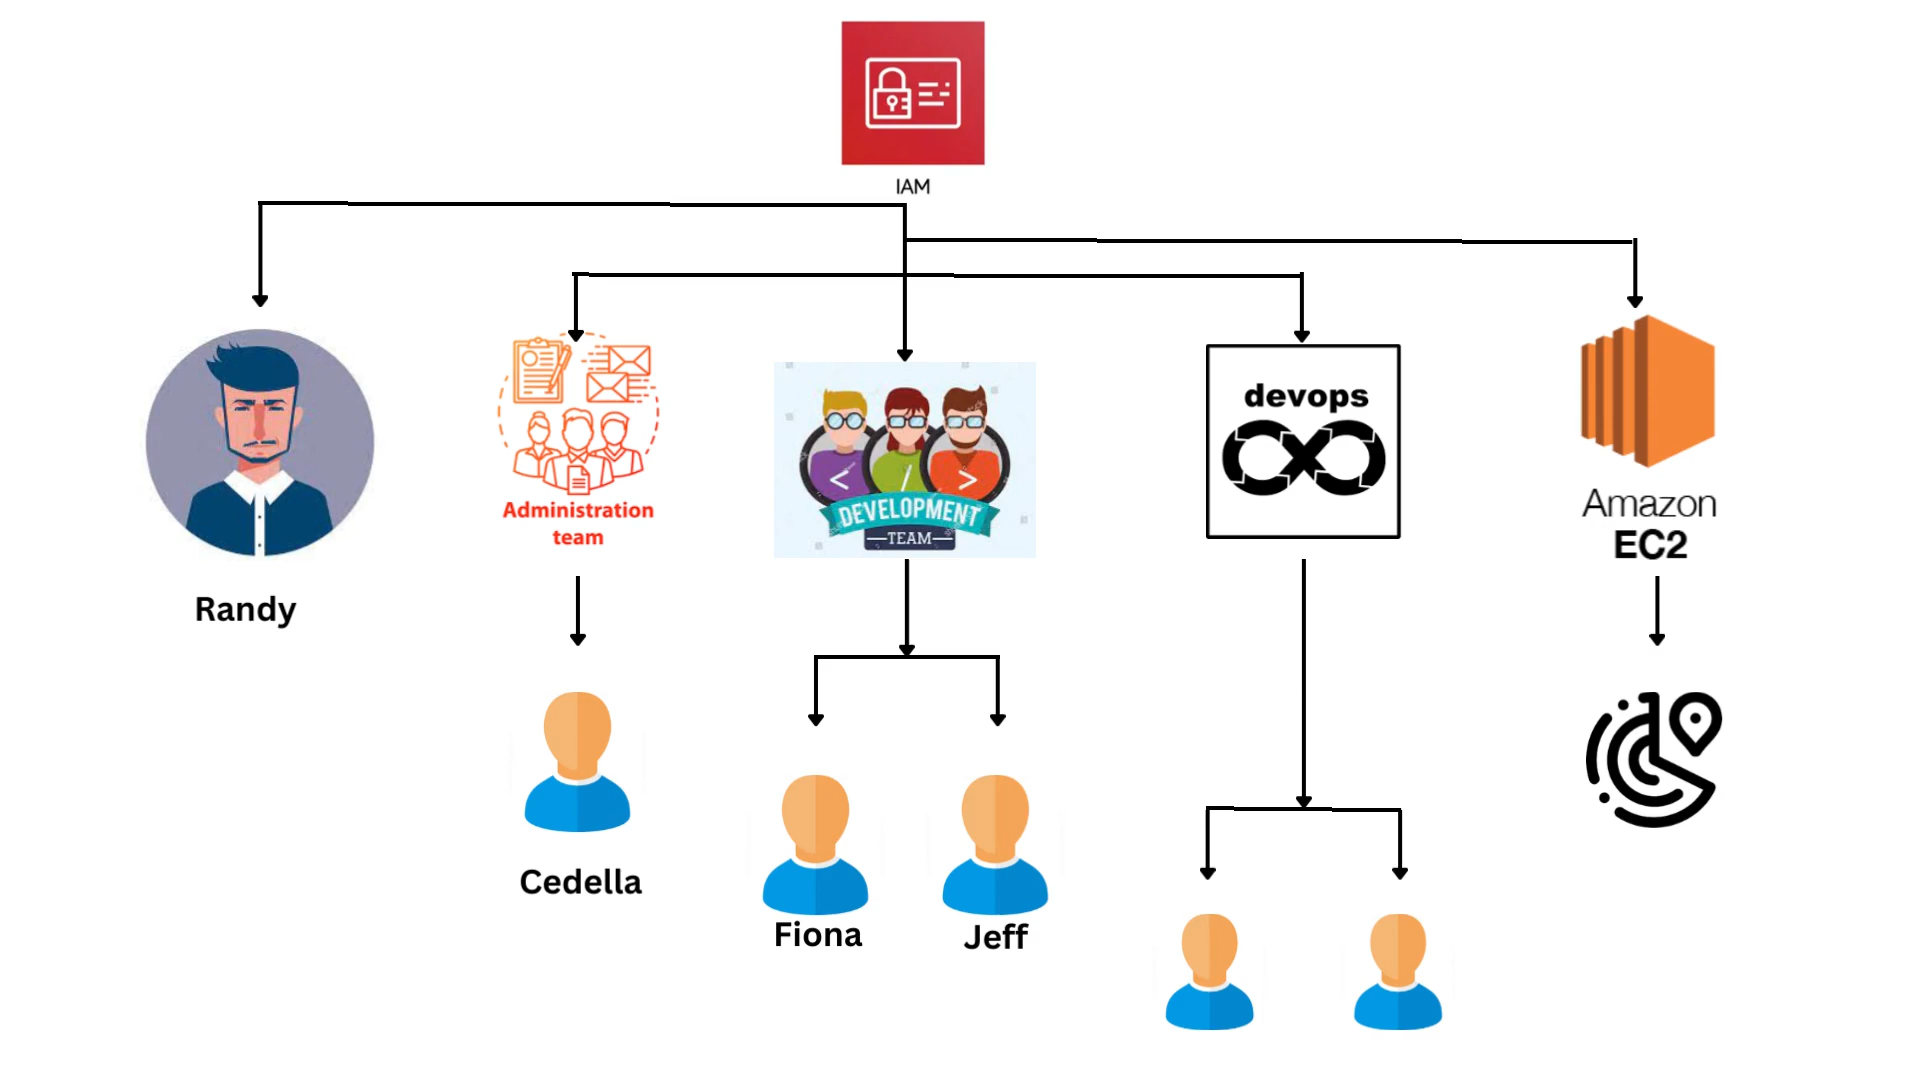 IAM
Administration
team
< / >
DEVELOPMENT
TEAM
devops
Amazon
EC2
Randy
Cedella
Fiona
Jeff